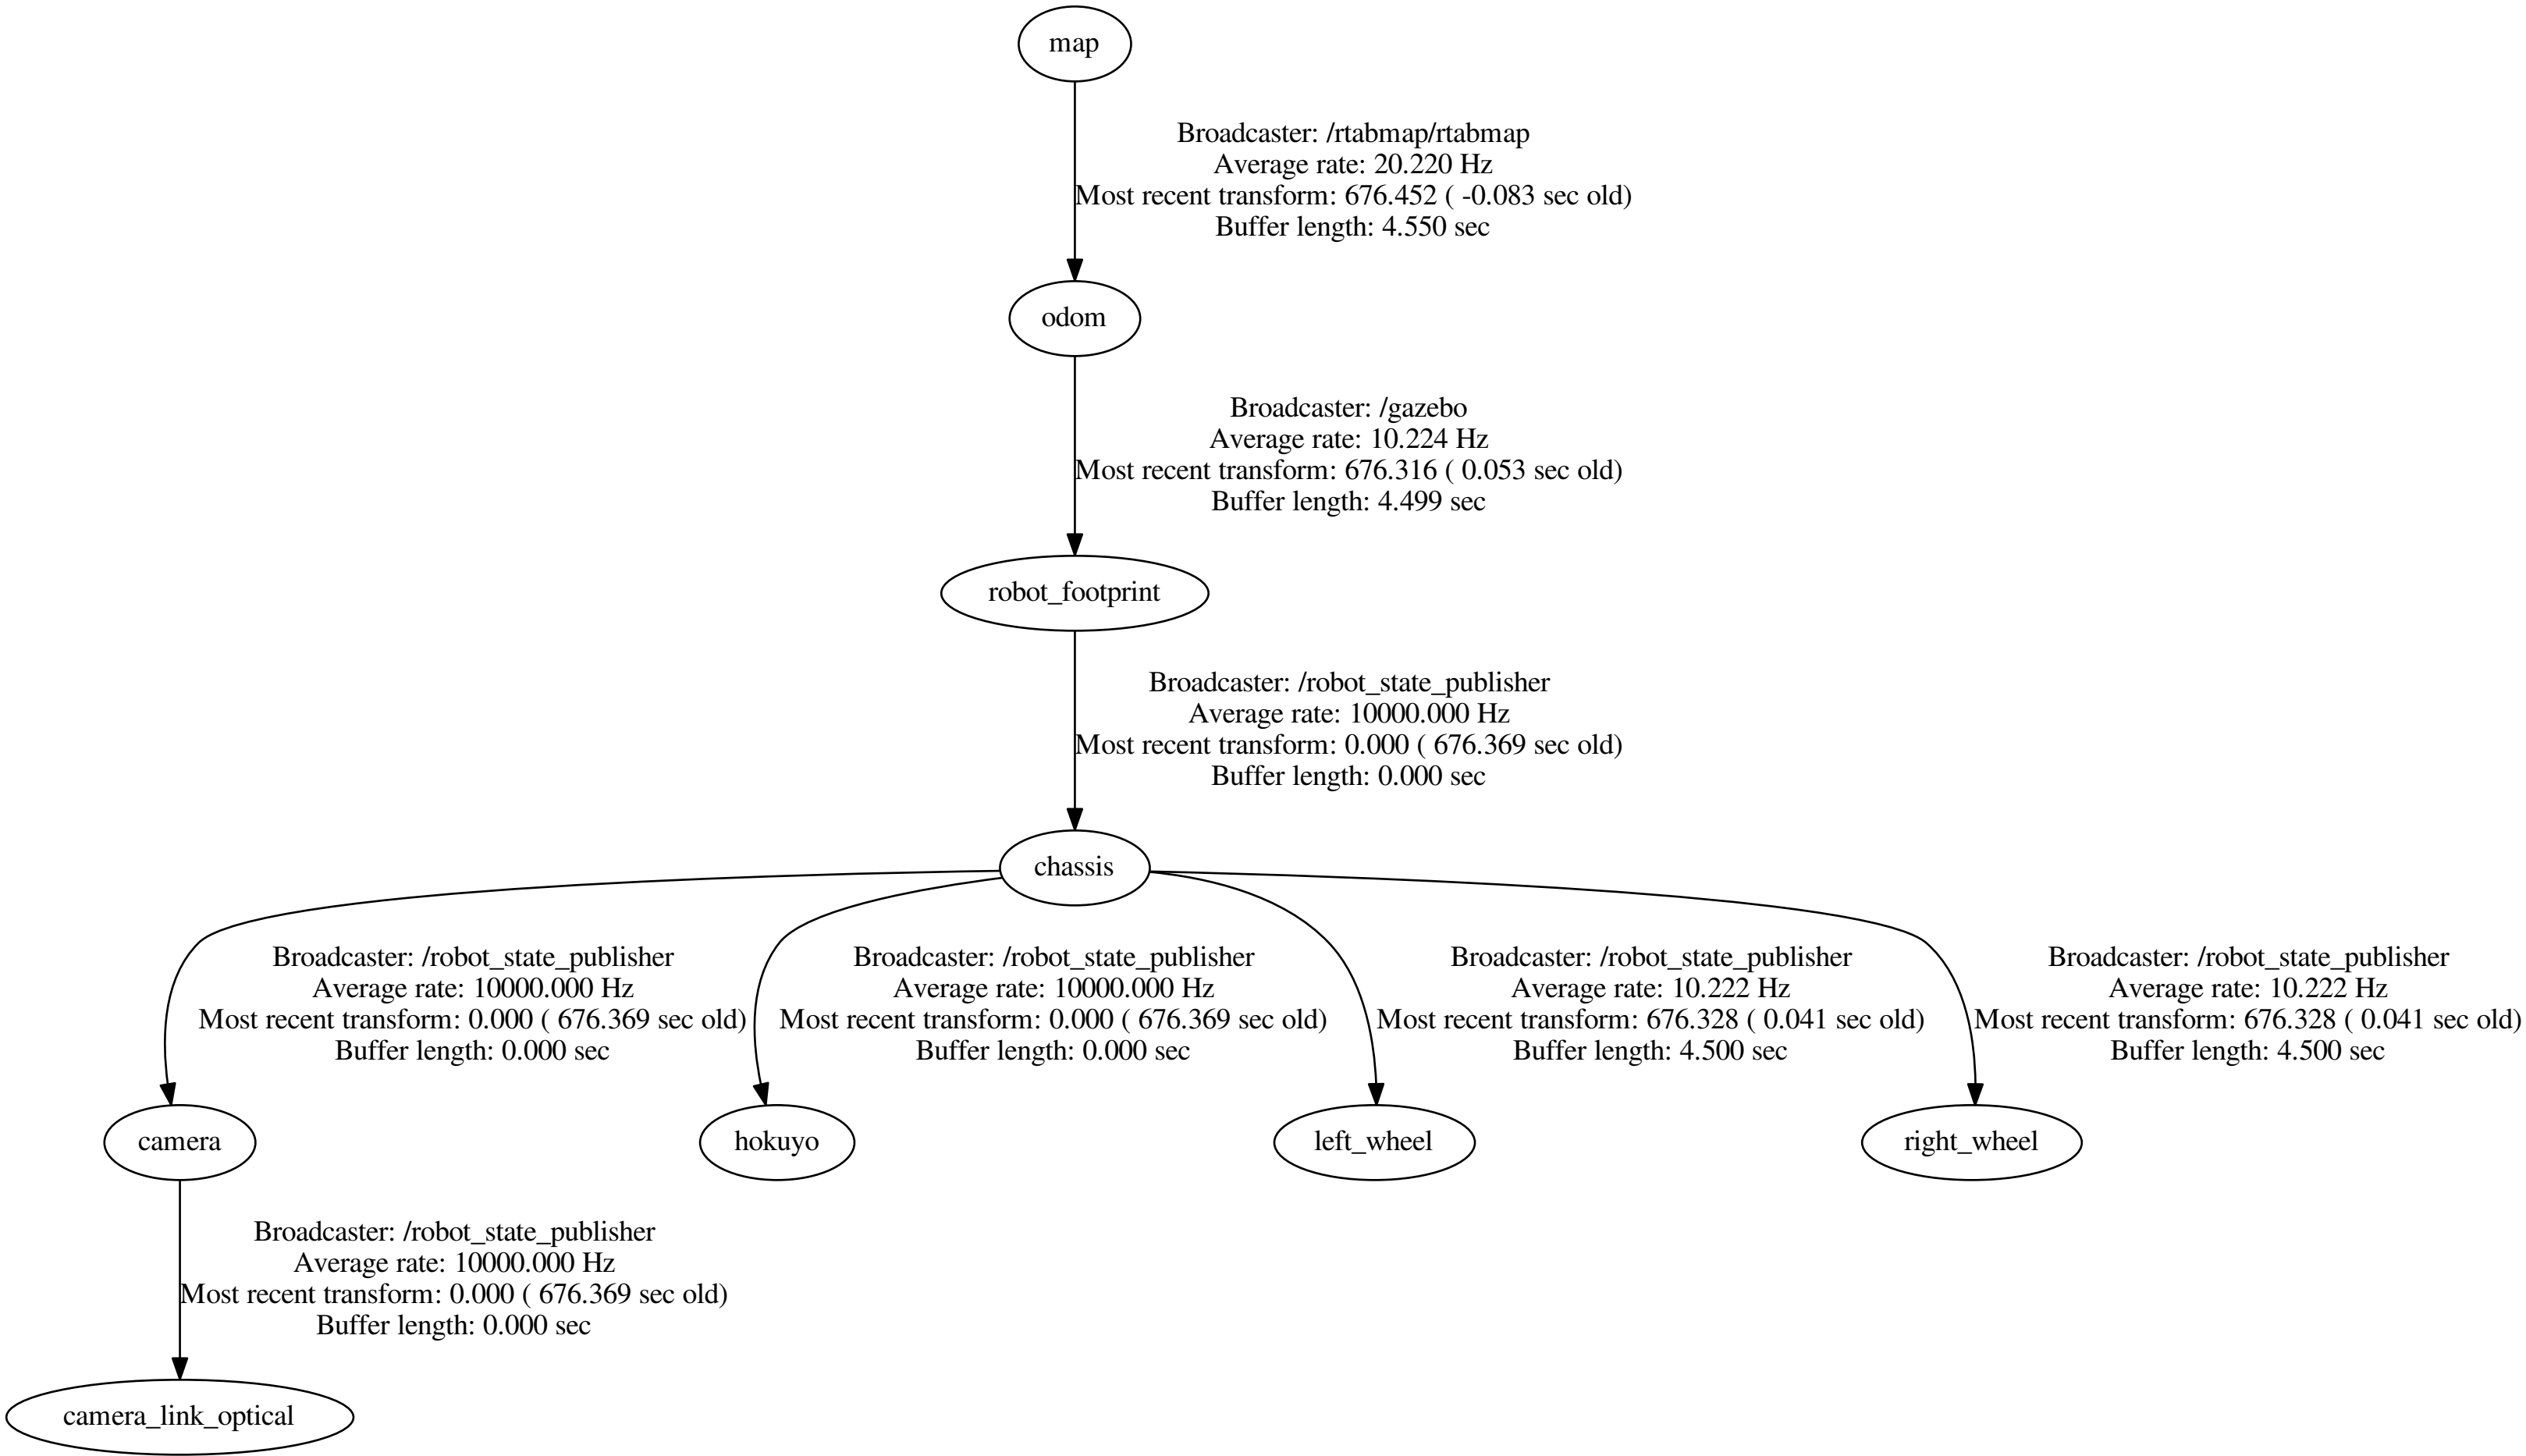 map
Broadcaster: /rtabmap/rtabmap
Average rate: 20.220 Hz
Most recent transform: 676.452 ( -0.083 sec old)
Buffer length: 4.550 sec
odom
Broadcaster: /gazebo
Average rate: 10.224 Hz
Most recent transform: 676.316 ( 0.053 sec old)
Buffer length: 4.499 sec
robot_footprint
Broadcaster: /robot_state_publisher
Average rate: 10000.000 Hz
Most recent transform: 0.000 ( 676.369 sec old)
Buffer length: 0.000 sec
chassis
Broadcaster: /robot_state_publisher
Average rate: 10000.000 Hz
Most recent transform: 0.000 ( 676.369 sec old)
Buffer length: 0.000 sec
Broadcaster: /robot_state_publisher
Average rate: 10000.000 Hz
Most recent transform: 0.000 ( 676.369 sec old)
Buffer length: 0.000 sec
Broadcaster: /robot_state_publisher
Average rate: 10.222 Hz
Most recent transform: 676.328 ( 0.041 sec old)
Buffer length: 4.500 sec
Broadcaster: /robot_state_publisher
Average rate: 10.222 Hz
Most recent transform: 676.328 ( 0.041 sec old)
Buffer length: 4.500 sec
camera
hokuyo
left_wheel
right_wheel
Broadcaster: /robot_state_publisher
Average rate: 10000.000 Hz
Most recent transform: 0.000 ( 676.369 sec old)
Buffer length: 0.000 sec
camera_link_optical